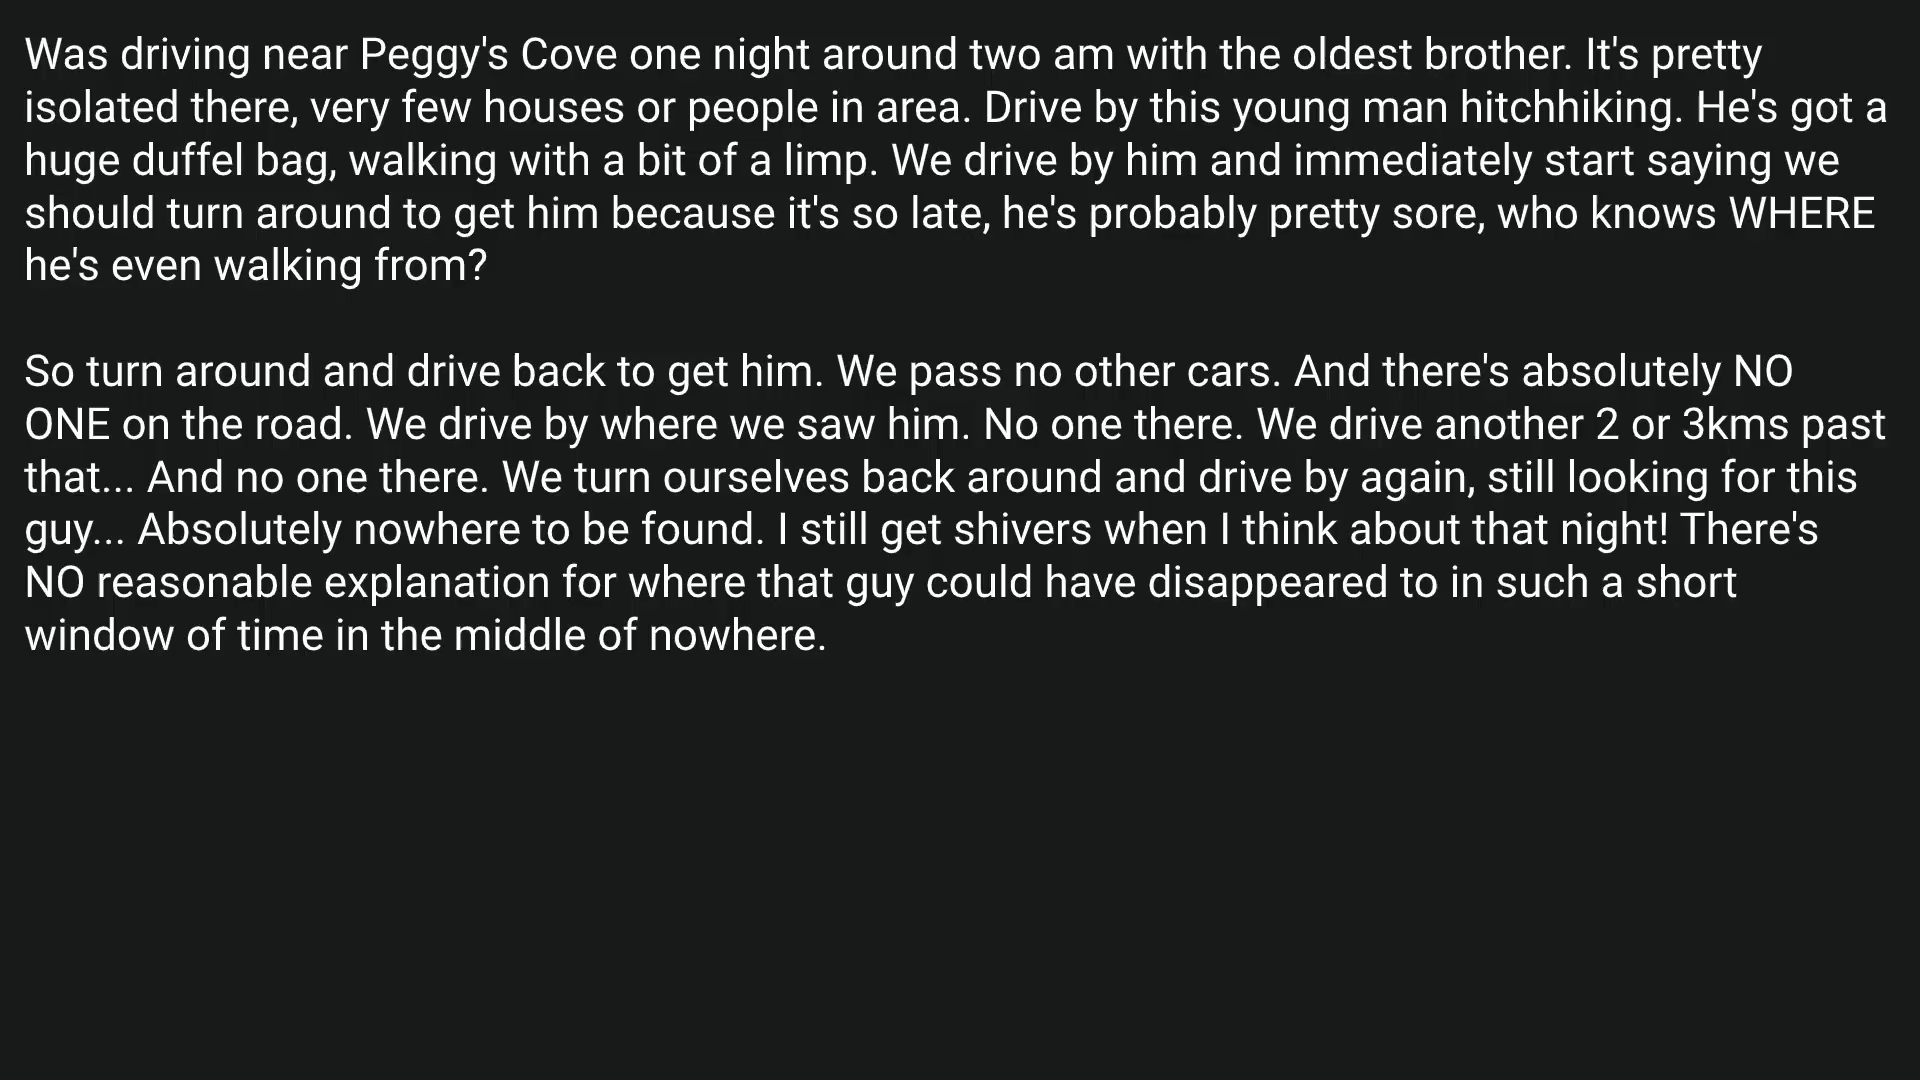 Was driving near Peggy's Cove one night around two am with the oldest brother. It's pretty
isolated there, very few houses or people in area. Drive by this young man hitchhiking. He's got a
huge duffel bag, walking with a bit of a limp. We drive by him and immediately start saying we
should turn around to get him because it's so late, he's probably pretty sore, who knows WHERE
he's even walking from?
So turn around and drive back to get him. We pass no other cars. And there's absolutely NO
ONE on the road. We drive by where we saw him. No one there. We drive another 2 or 3kms past
that... And no one there. We turn ourselves back around and drive by again, still looking for this
guy... Absolutely nowhere to be found. I still get shivers when I think about that night! There's
NO reasonable explanation for where that guy could have disappeared to in such a short
window of time in the middle of nowhere.